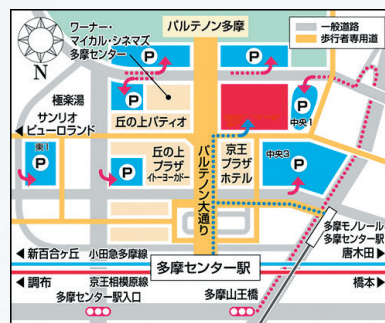 パルテノン多摩
一般道路
歩行者専用道
ワーナー・
マイカル・シネマズ
多摩センター
N
P
P
P
極楽湯
サンリオ
ピューロランド
丘の上パティオ
P
中央1
東1
P
P
丘の上
プラザ
イトーヨーカドー
パルテノン大通り
京王
プラザ
ホテル
中央3
P
多摩モノレール
多摩センター駅
新百合ヶ丘
小田急多摩線
唐木田
多摩センター駅
調布
京王相模原線
橋本
多摩センター駅入口
多摩山王橋